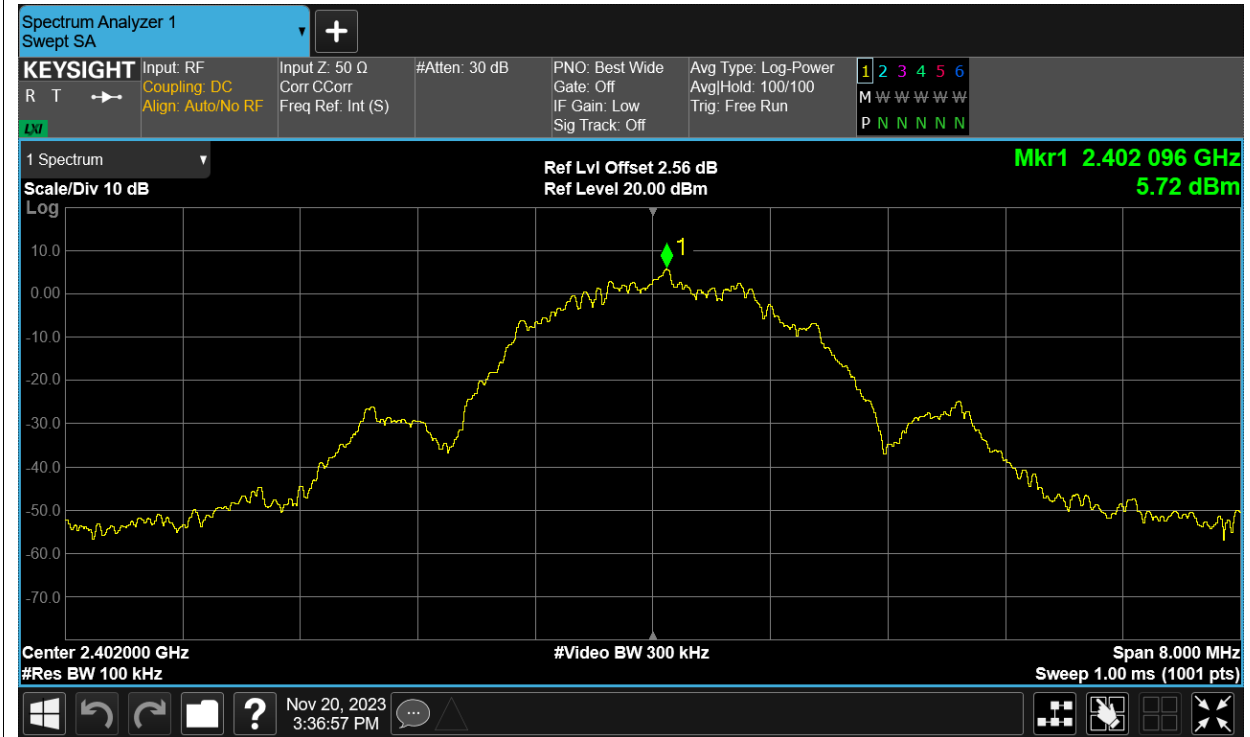 Spectrum Analyzer 1
Swept SA
+
KEYSIGHT
R T
LXI
Input: RF
Coupling: DC
Align: Auto/No RF
Input Z: 50 Ω
Corr CCorr
Freq Ref: Int (S)
#Atten: 30 dB
PNO: Best Wide
Gate: Off
IF Gain: Low
Sig Track: Off
Avg Type: Log-Power
Avg|Hold: 100/100
Trig: Free Run
1 2 3 4 5 6
M W W W W W W
P N N N N N N
1 Spectrum
Scale/Div 10 dB
Log
Ref Lvl Offset 2.56 dB
Ref Level 20.00 dBm
Mkr1 2.402 096 GHz
5.72 dBm
1
10.0
0.00
-10.0
-20.0
-30.0
-40.0
-50.0
-60.0
-70.0
Center 2.402000 GHz
#Res BW 100 kHz
#Video BW 300 kHz
Span 8.000 MHz
Sweep 1.00 ms (1001 pts)
?
Nov 20, 2023
3:36:57 PM